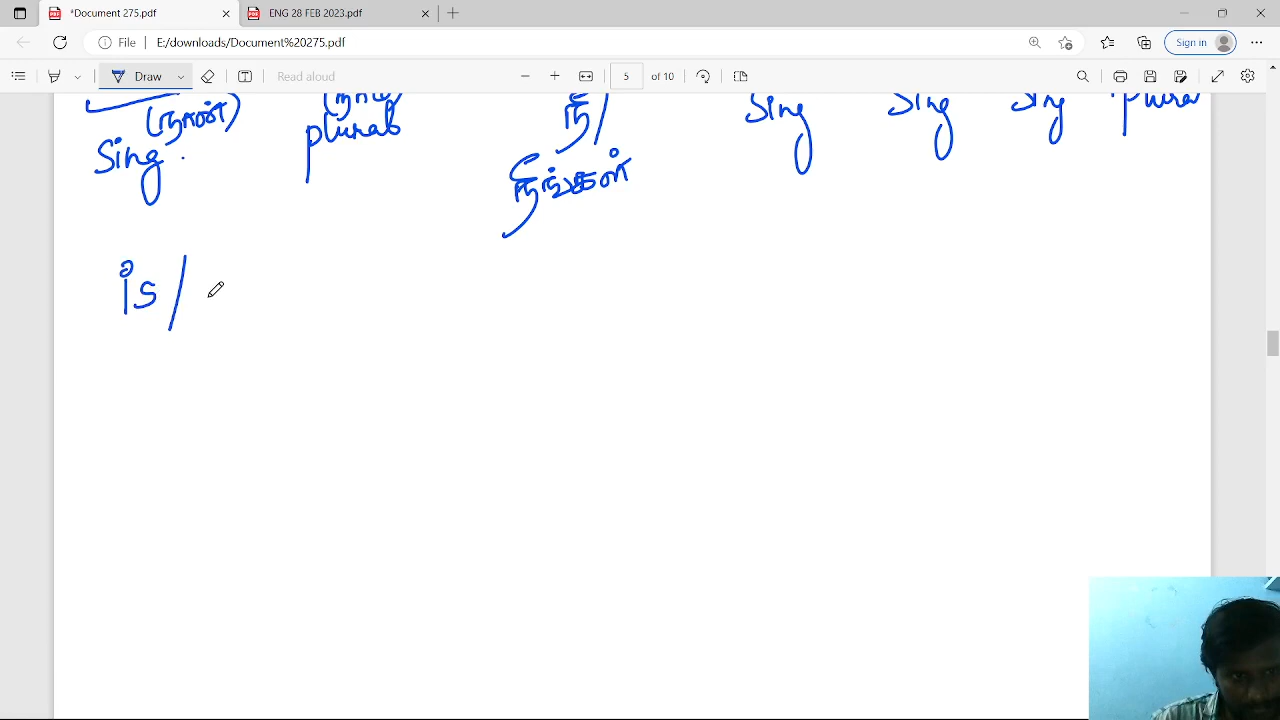 *Document 275.pdf ENG 28 FEB 2023.pdf
File E:/downloads/Document%20275.pdf Sign in
Draw Read aloud 5 of 10
(நான்) நீ/ Sing Sing Sing
Sing. plural நீங்கள்
is /